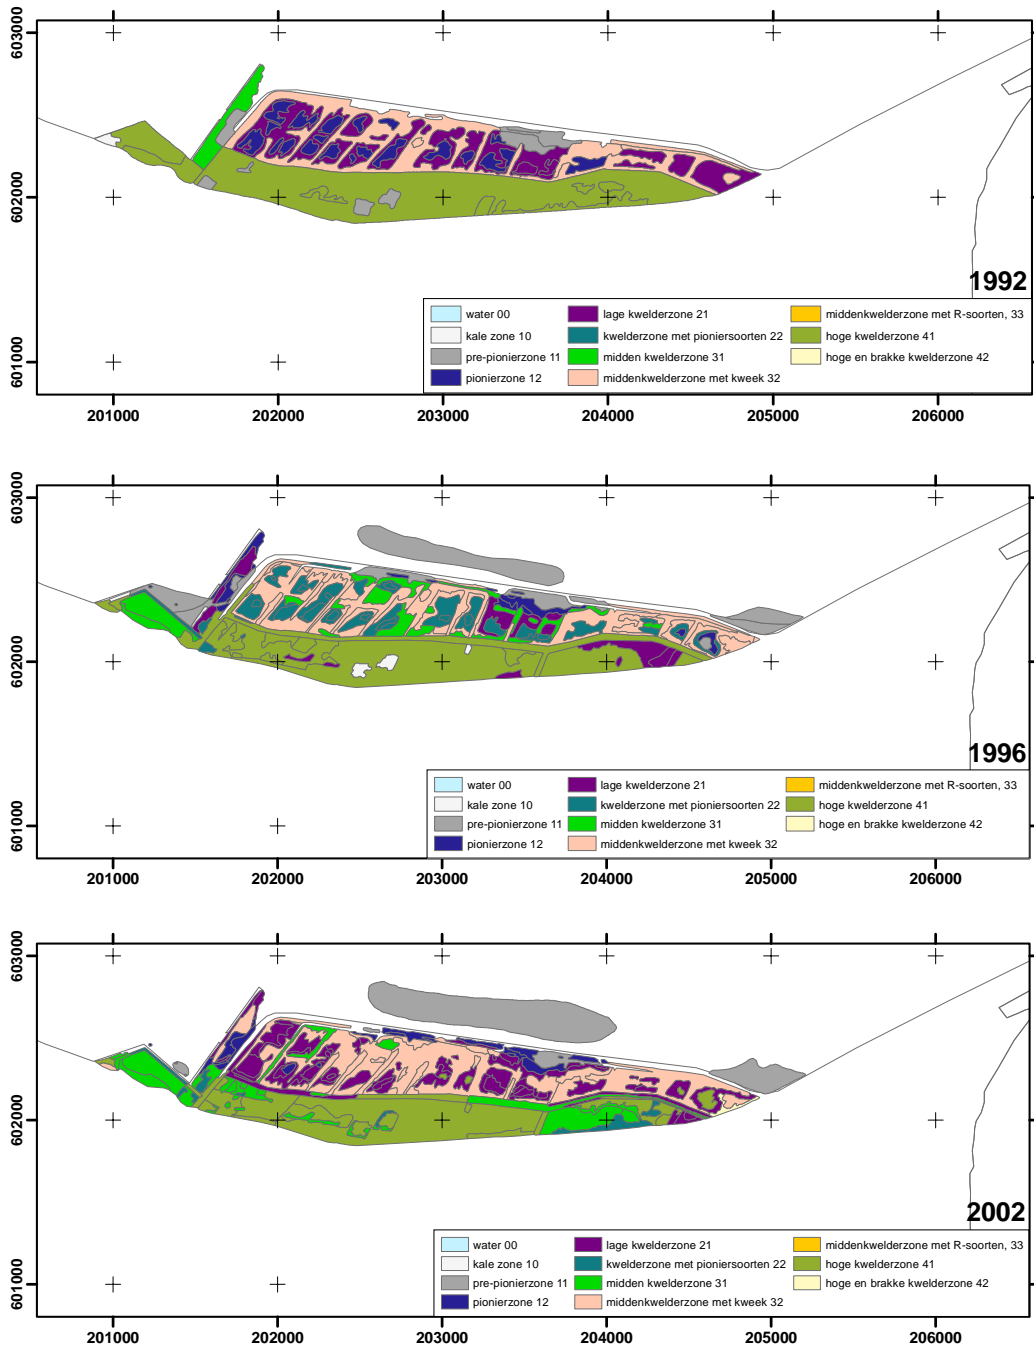 603000
602000
601000
1992
water 00
kale zone 10
pre-pionierzone 11
pionierzone 12
lage kwelderzone 21
kwelderzone met pioniersoorten 22
midden kwelderzone 31
middenkwelderzone met kweek 32
middenkwelderzone met R-soorten, 33
hoge kwelderzone 41
hoge en brakke kwelderzone 42
201000 202000 203000 204000 205000 206000
603000
602000
601000
1996
water 00
kale zone 10
pre-pionierzone 11
pionierzone 12
lage kwelderzone 21
kwelderzone met pioniersoorten 22
midden kwelderzone 31
middenkwelderzone met kweek 32
middenkwelderzone met R-sorten, 33
hoge kwelderzone 41
hoge en brakke kwelderzone 42
201000 202000 203000 204000 205000 206000
603000
602000
601000
2002
water 00
kale zone 10
pre-pionierzone 11
pionierzone 12
lage kwelderzone 21
kwelderzone met pioniersoorten 22
midden kwelderzone 31
middenkwelderzone met kweek 32
middenkwelderzone met R-soorten, 33
hoge kwelderzone 41
hoge en brakke kwelderzone 42
201000 202000 203000 204000 205000 206000